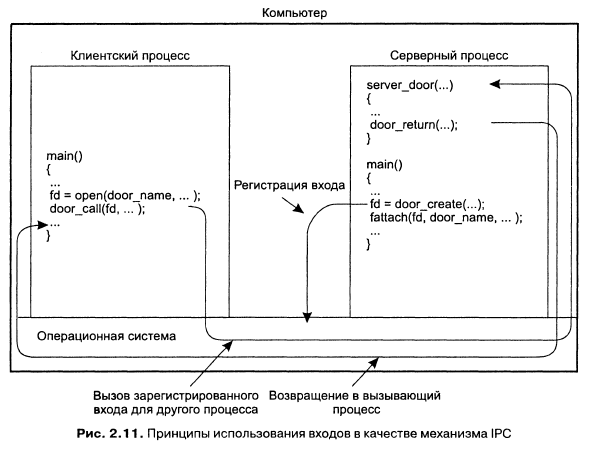 Компьютер
Клиентский процесс
Серверный процесс
server_door(...)
{
...
door_return(...);
}
main()
{
...
fd = open(door_name, ... );
door_call(fd, ... );
...
}
Регистрация входа
main()
{
...
fd = door_create(...);
fattach(fd, door_name, ... );
...
}
Операционная система
Вызов зарегистрированного
входа для другого процесса
Возвращение в вызывающий
процесс
Рис. 2.11. Принципы использования входов в качестве механизма IPC